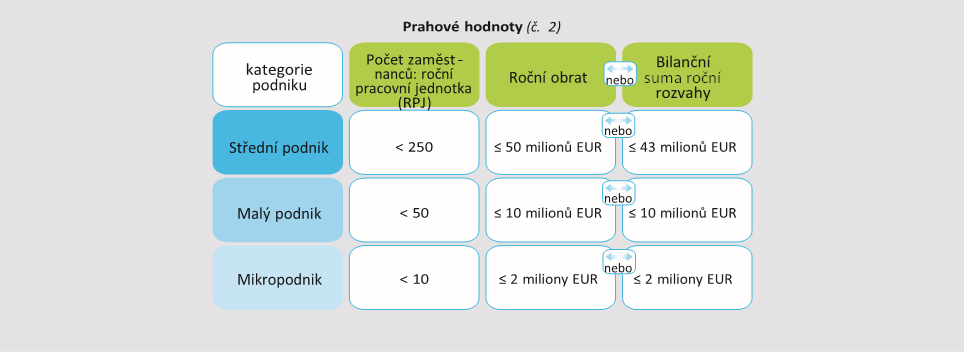 Prahové hodnoty (č. 2)
kategorie
podniku
Počet zaměst-
nanců: roční
pracovní jednotka
(RPJ)
Roční obrat
nebo
Bilanční
suma roční
rozvahy
Střední podnik
< 250
≤ 50 milionů EUR
nebo
≤ 43 milionů EUR
Malý podnik
< 50
≤ 10 milionů EUR
nebo
≤ 10 milionů EUR
Mikropodnik
< 10
≤ 2 miliony EUR
nebo
≤ 2 miliony EUR